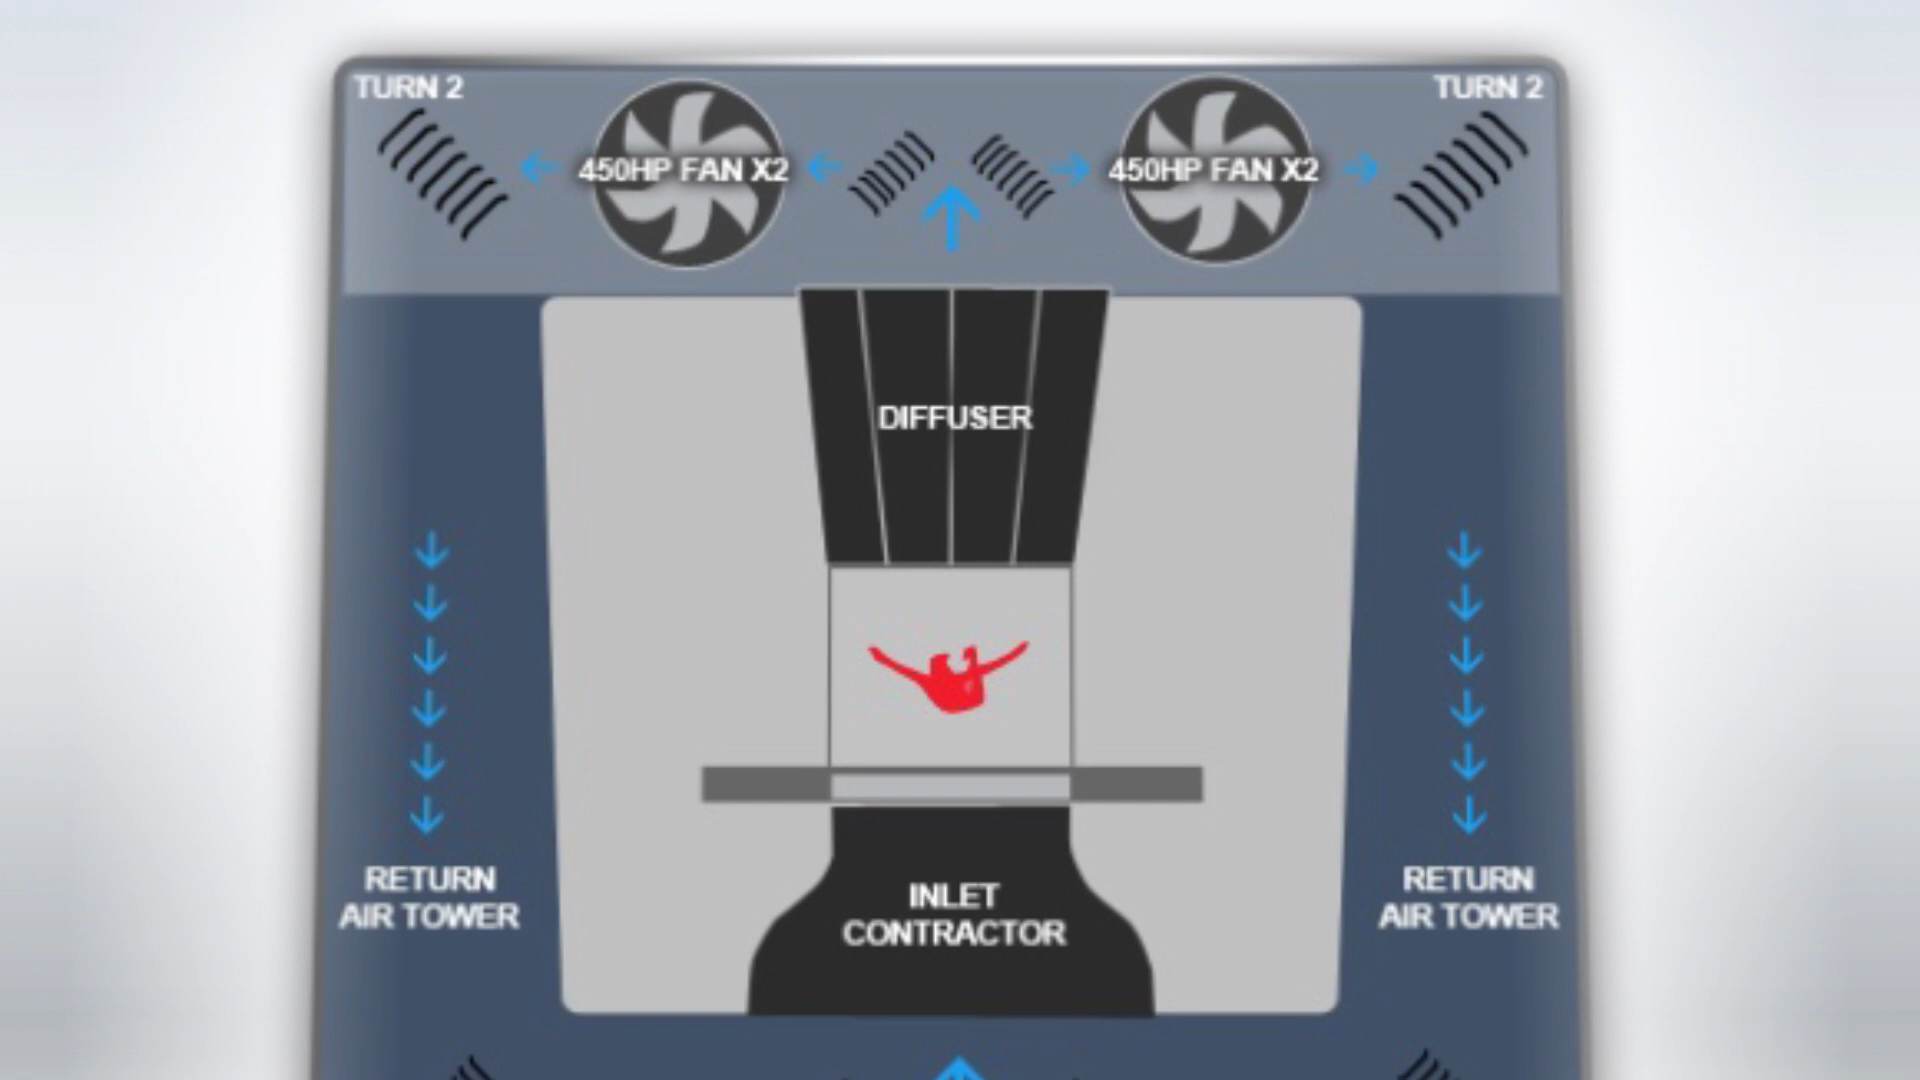 TURN 2
TURN 2
450HP FAN X2
450HP FAN X2
DIFFUSER
RETURN
AIR TOWER
INLET
CONTRACTOR
RETURN
AIR TOWER